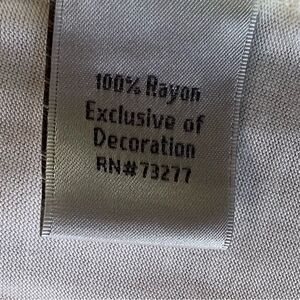 100% Rayon
Exclusive of
Decoration
RN#73277